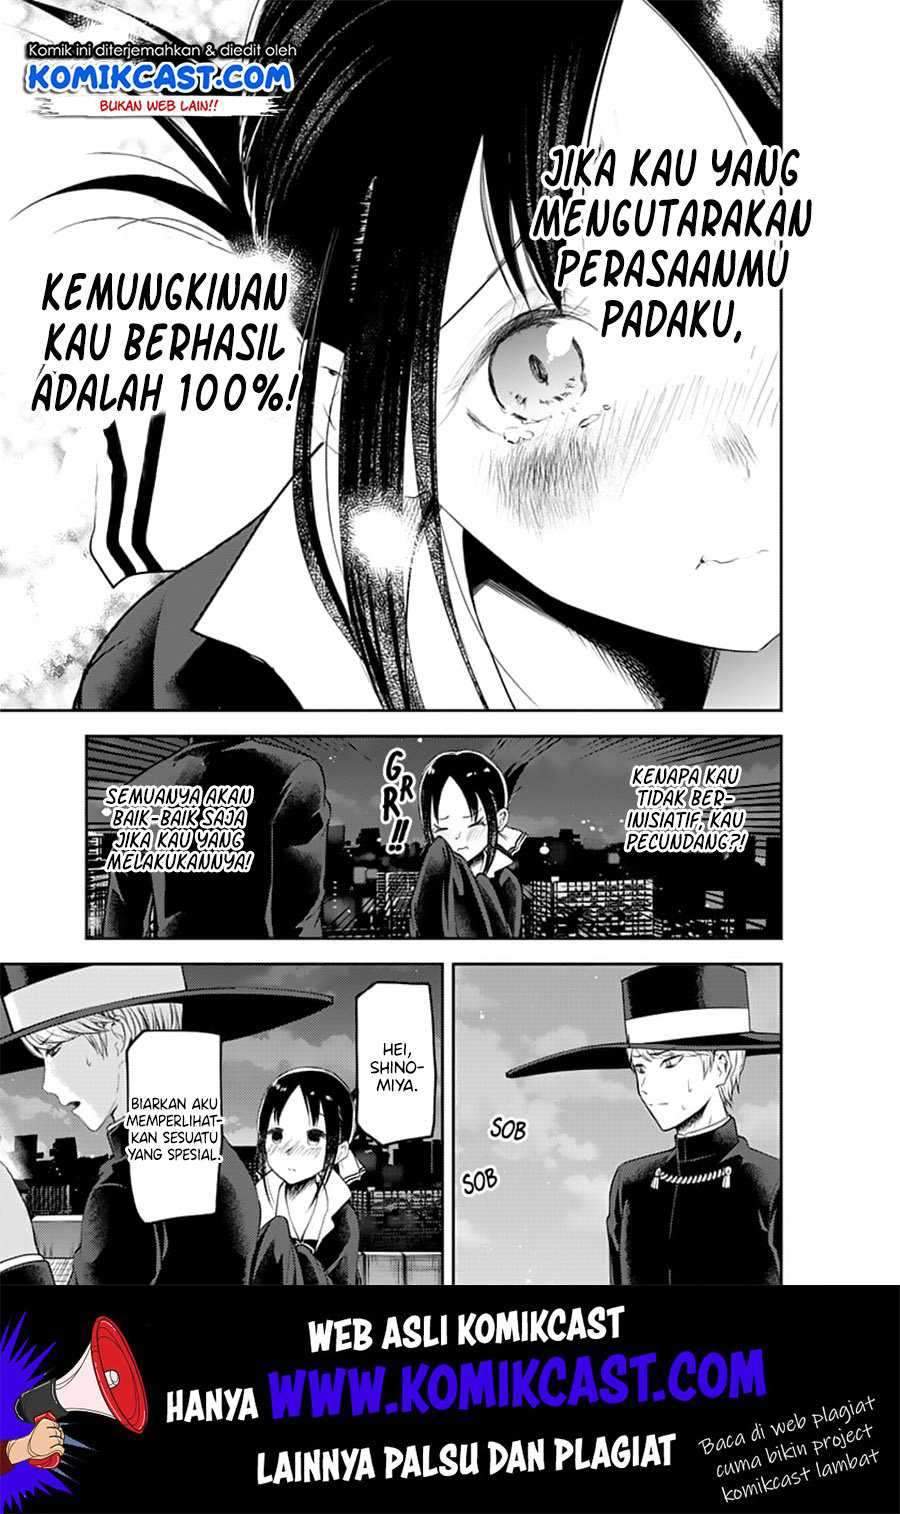 Komik ini diterjemahkan & diedit oleh
KOMIKCAST.COM
BUKAN WEB LAIN!!
JIKA KAU YANG
MENGUTARAKAN
PERASAANMU
PADAKU,
KEMUNGKINAN
KAU BERHASIL
ADALAH 100%!
KENAPA KAU
TIDAK BER-
INISIATIF, KAU
PECUNDANG?!
GRRR!!
SEMUANYA AKAN
BAIK-BAIK SAJA
JIKA KAU YANG
MELAKUKANNYA!
SOB
SOB
HEI,
SHINO-
MIYA.
BIARKAN AKU
MEMPERLIHAT-
KAN SESUATU
YANG SPESIAL.
WEB ASLI KOMIKCAST
HANYA WWW.KOMIKCAST.COM
LAINNYA PALSU DAN PLAGIAT
Baca di web plagiat
cuma bikin project
komikcast lambat